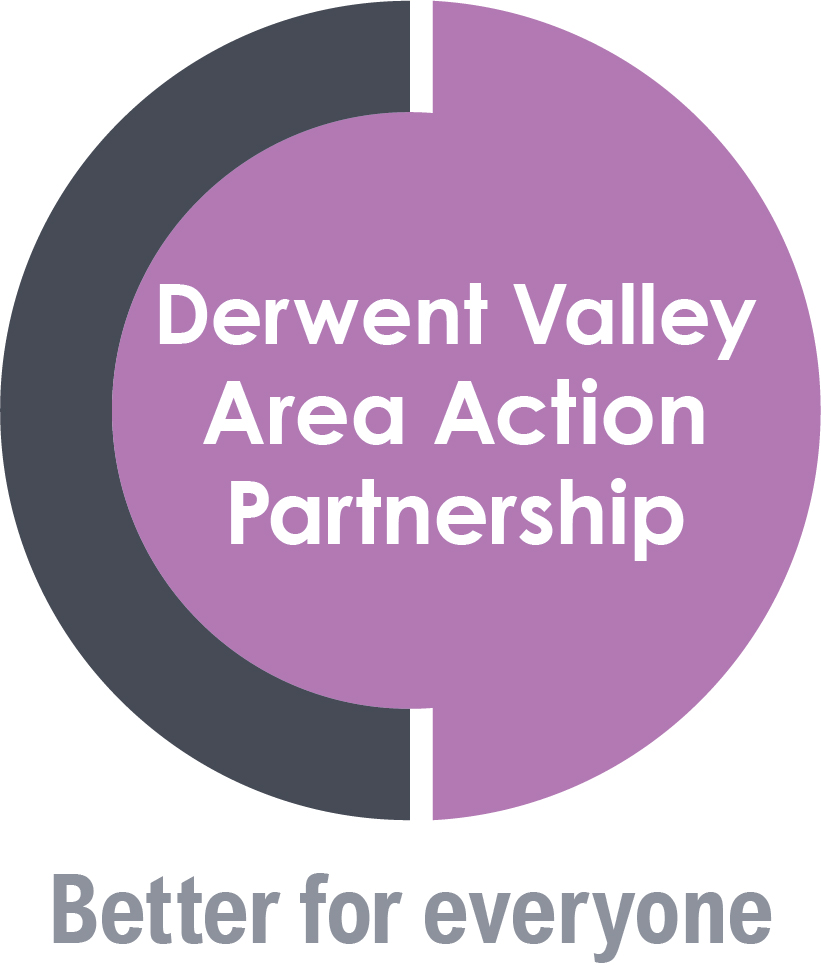 Derwent Valley
Area Action
Partnership
Better for everyone